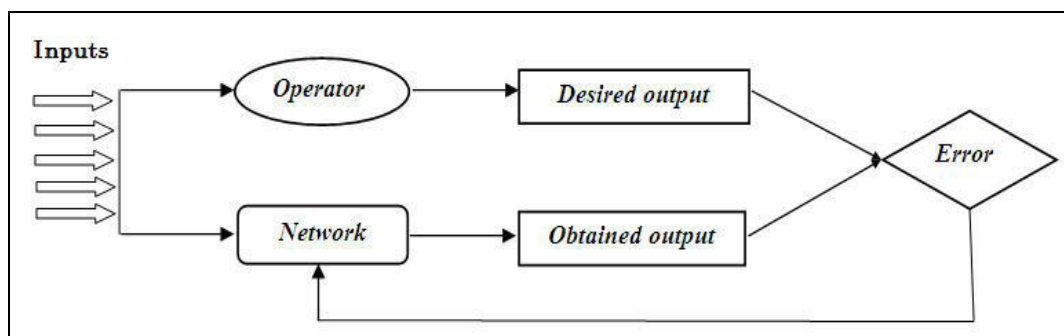 Inputs
Operator
Desired output
Error
Network
Obtained output